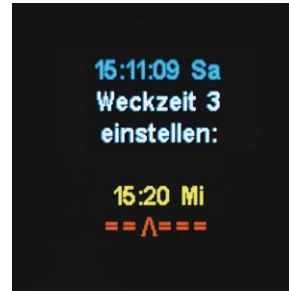 15:11:09 Sa
Weckzeit 3
einstellen:
15:20 Mi
==Λ===